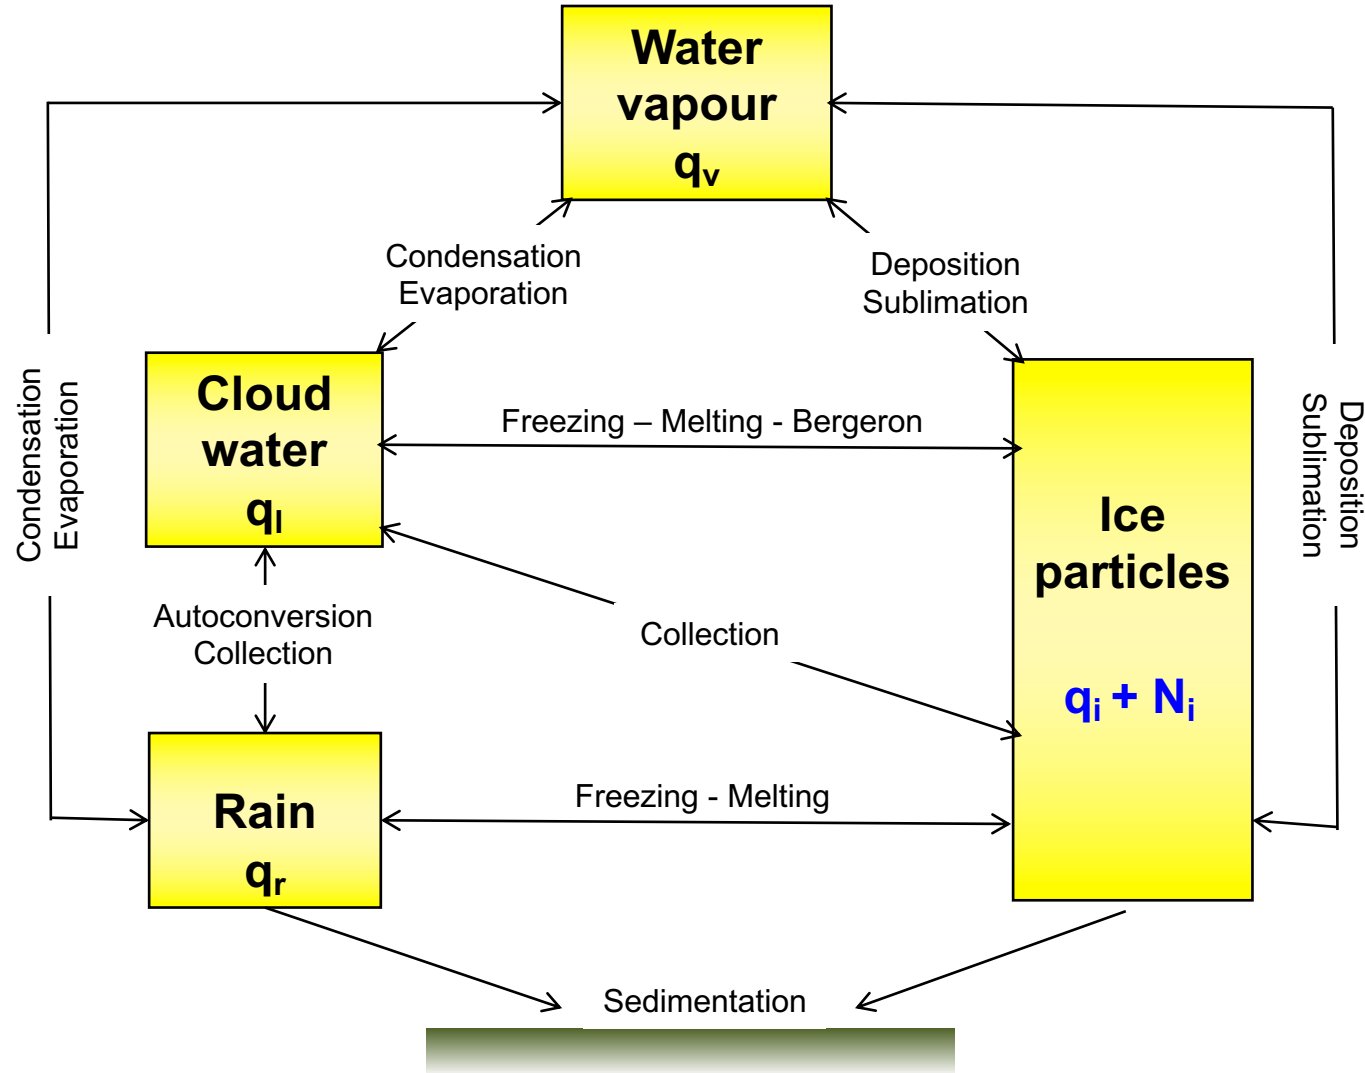 Water
vapour
qv
Condensation
Evaporation
Deposition
Sublimation
Condensation
Evaporation
Cloud
water
ql
Freezing – Melting - Bergeron
Deposition
Sublimation
Ice
particles
qi + Ni
Autoconversion
Collection
Collection
Rain
qr
Freezing - Melting
Sedimentation